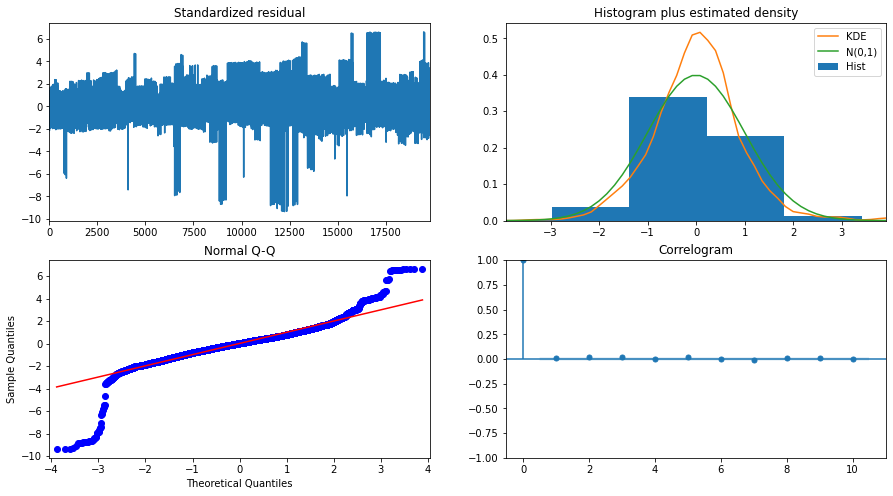 Standardized residual
6
4
2
0
−2
−4
−6
−8
−10
0 2500 5000 7500 10000 12500 15000 17500
Histogram plus estimated density
KDE
N(0,1)
Hist
0.5
0.4
0.3
0.2
0.1
0.0
−3 −2 −1 0 1 2 3
Normal Q-Q
Sample Quantiles
6
4
2
0
−2
−4
−6
−8
−10
−4 −3 −2 −1 0 1 2 3 4
Theoretical Quantiles
Correlogram
1.00
0.75
0.50
0.25
0.00
−0.25
−0.50
−0.75
−1.00
0 2 4 6 8 10